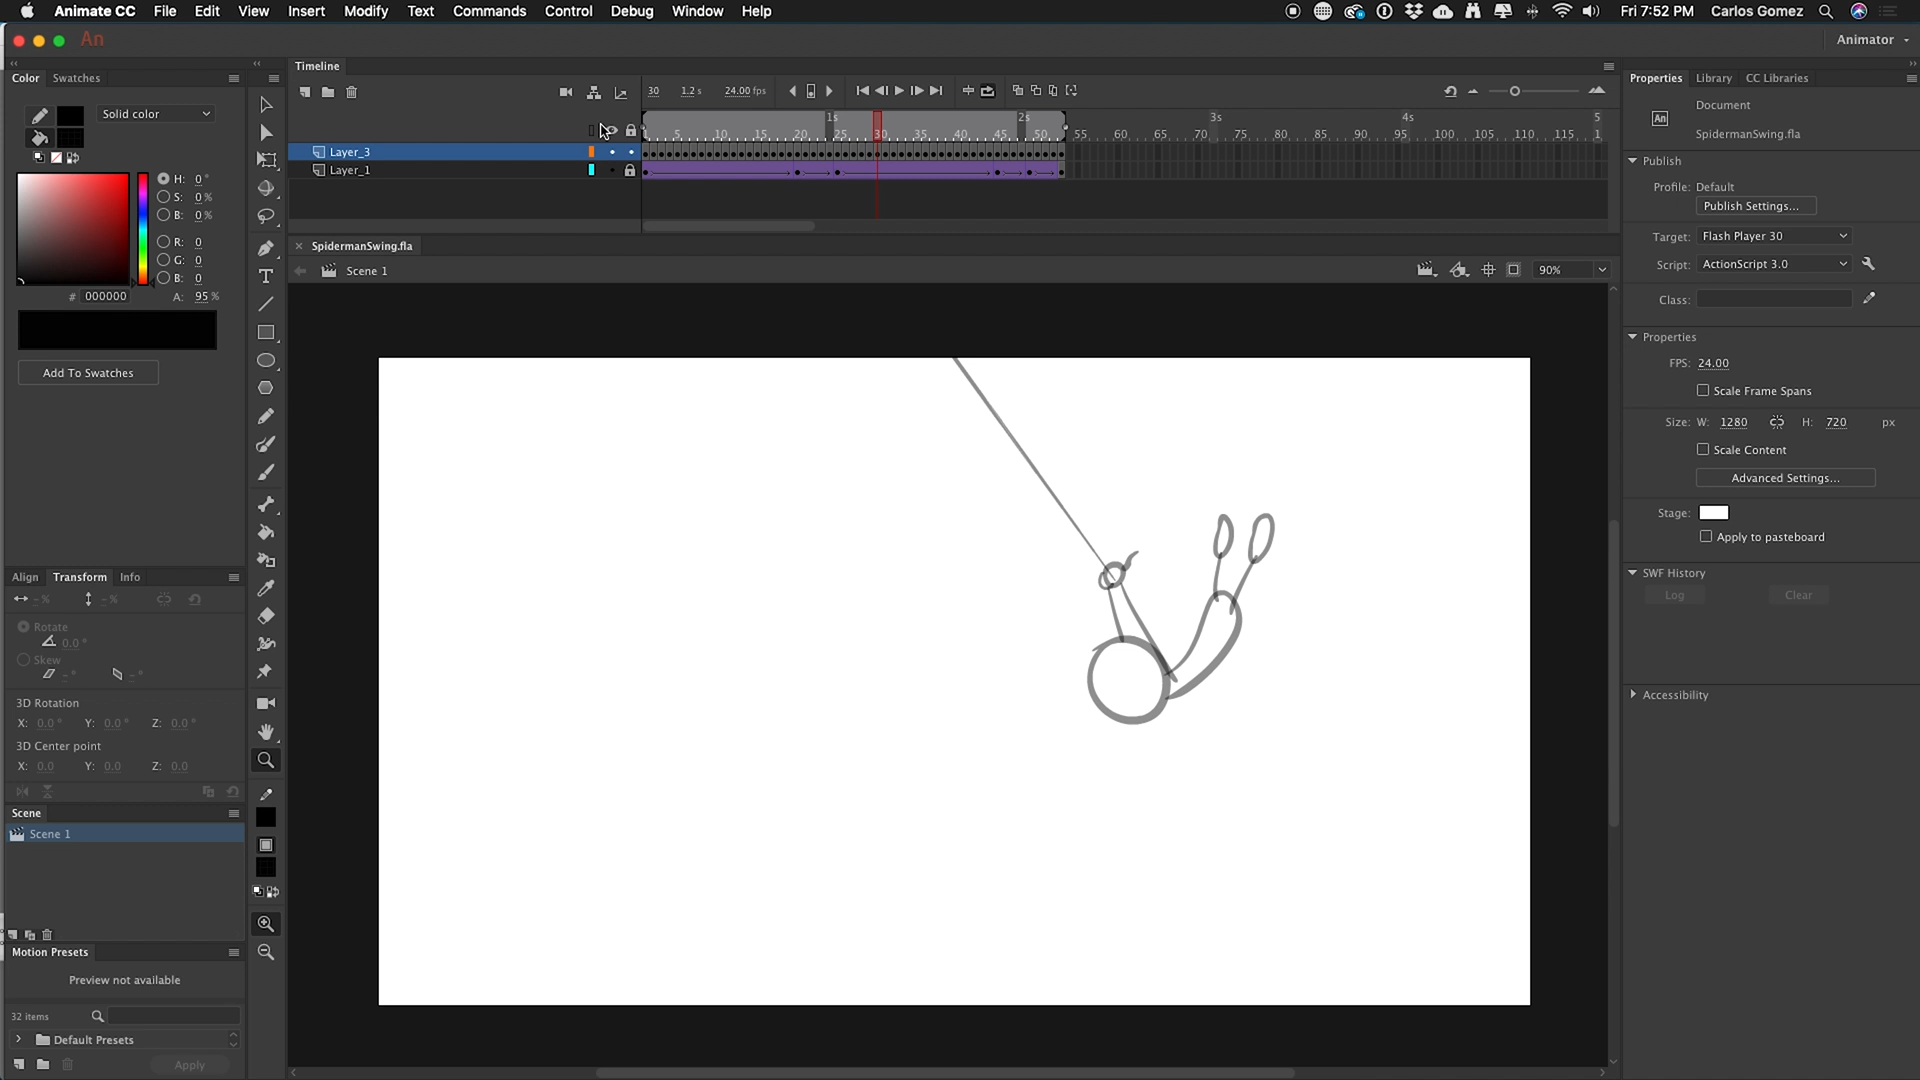 Animate CC File Edit View Insert Modify Text Commands Control Debug Window Help Fri 7:52 PM Carlos Gomez
An Animator
Color Swatches
Solid color
H: 0 °
S: 0 %
B: 0 %
R: 0
G: 0
B: 0
# 000000 A: 95 %
Add To Swatches
Align Transform Info
- % - %
Rotate
0.0 °
Skew
- ° - °
3D Rotation
X: 0.0 ° Y: 0.0 ° Z: 0.0 °
3D Center point
X: 0.0 Y: 0.0 Z: 0.0
Scene
Scene 1
Motion Presets
Preview not available
32 items
Default Presets
Apply
Timeline
30 1.2 s 24.00 fps
1s 2s 3s 4s 5
1 5 10 15 20 25 30 35 40 45 50 55 60 65 70 75 80 85 90 95 100 105 110 115 1
Layer_3
Layer_1
SpidermanSwing.fla
Scene 1
90%
Properties Library CC Libraries
Document
An SpidermanSwing.fla
Publish
Profile: Default
Publish Settings...
Target: Flash Player 30
Script: ActionScript 3.0
Class:
Properties
FPS: 24.00
Scale Frame Spans
Size: W: 1280 H: 720 px
Scale Content
Advanced Settings...
Stage:
Apply to pasteboard
SWF History
Log Clear
Accessibility